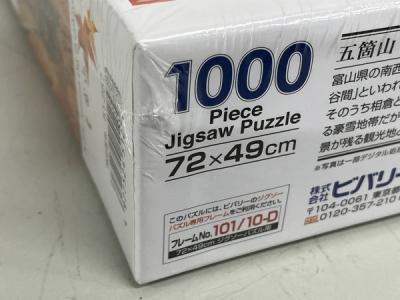 1000
Piece
Jigsaw Puzzle
72×49cm
このパズルには、ビバリーのジグソー
パズル専用フレームをご利用ください。
フレームNo. 101/10-D
72×49cm ジグソーパズル用
五箇山
富山県の南西
谷間」といわれ
そのうち相倉と
る豪雪地帯だが
景が残る観光地
※写真は一部デジタル処理
株式会社 ビバリー
〒104-0061 東京都
0120-357-210